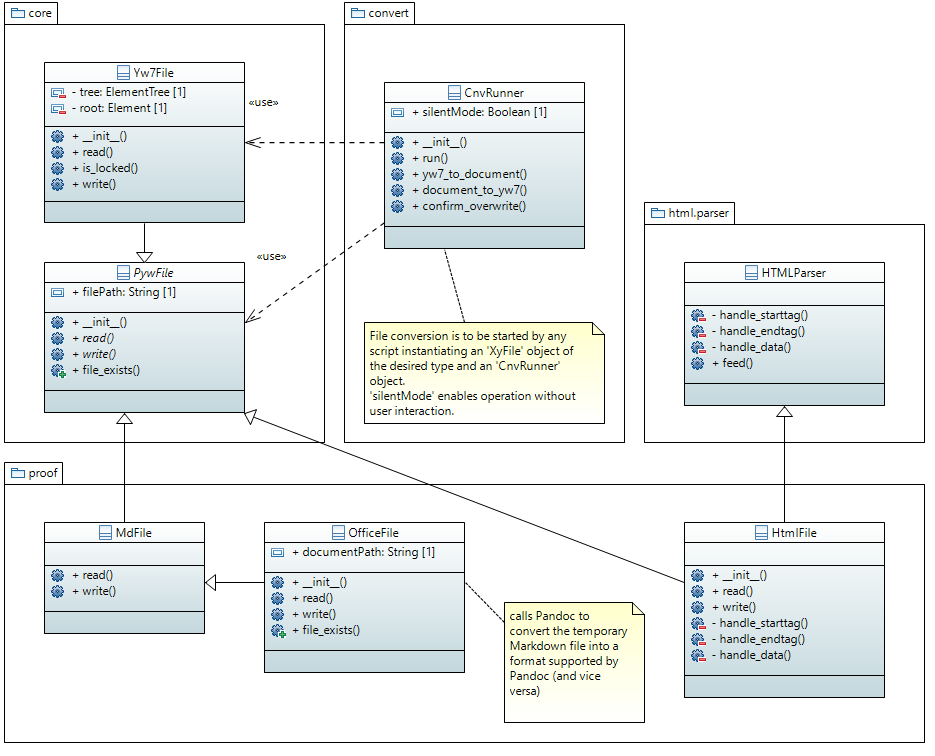 core
Yw7File
- tree: ElementTree [1]
- root: Element [1]
+ __init__()
+ read()
+ is_locked()
+ write()
«use»
PywFile
+ filePath: String [1]
+ __init__()
+ read()
+ write()
+ file_exists()
«use»
convert
CnvRunner
+ silentMode: Boolean [1]
+ __init__()
+ run()
+ yw7_to_document()
+ document_to_yw7()
+ confirm_overwrite()
File conversion is to be started by any
script instantiating an 'XyFile' object of
the desired type and an 'CnvRunner'
object.
'silentMode' enables operation without
user interaction.
html.parser
HTMLParser
- handle_starttag()
- handle_endtag()
- handle_data()
+ feed()
proof
MdFile
+ read()
+ write()
OfficeFile
+ documentPath: String [1]
+ __init__()
+ read()
+ write()
+ file_exists()
calls Pandoc to
convert the temporary
Markdown file into a
format supported by
Pandoc (and vice
versa)
HtmlFile
+ __init__()
+ read()
+ write()
- handle_starttag()
- handle_endtag()
- handle_data()